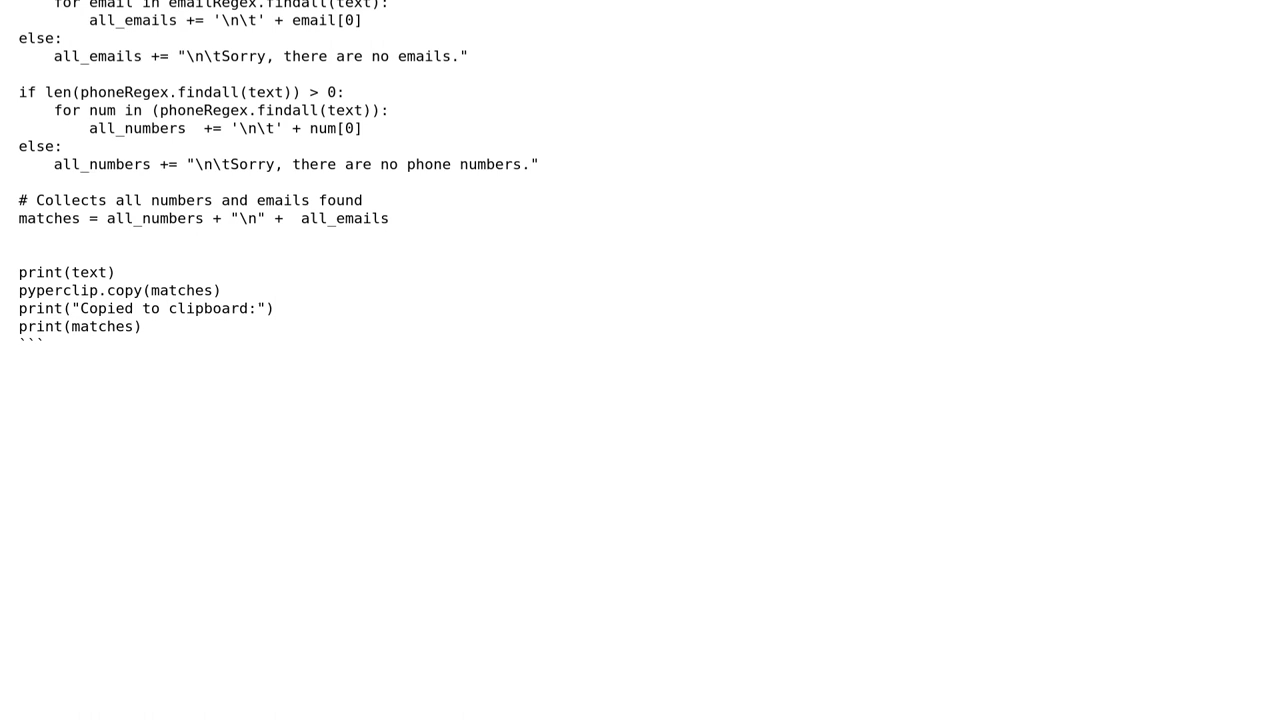 for email in emailRegex.findall(text):
        all_emails += '\n\t' + email[0]
else:
    all_emails += "\n\tSorry, there are no emails."

if len(phoneRegex.findall(text)) > 0:
    for num in (phoneRegex.findall(text)):
        all_numbers  += '\n\t' + num[0]
else:
    all_numbers += "\n\tSorry, there are no phone numbers."

# Collects all numbers and emails found
matches = all_numbers + "\n" +  all_emails


print(text)
pyperclip.copy(matches)
print("Copied to clipboard:")
print(matches)
```